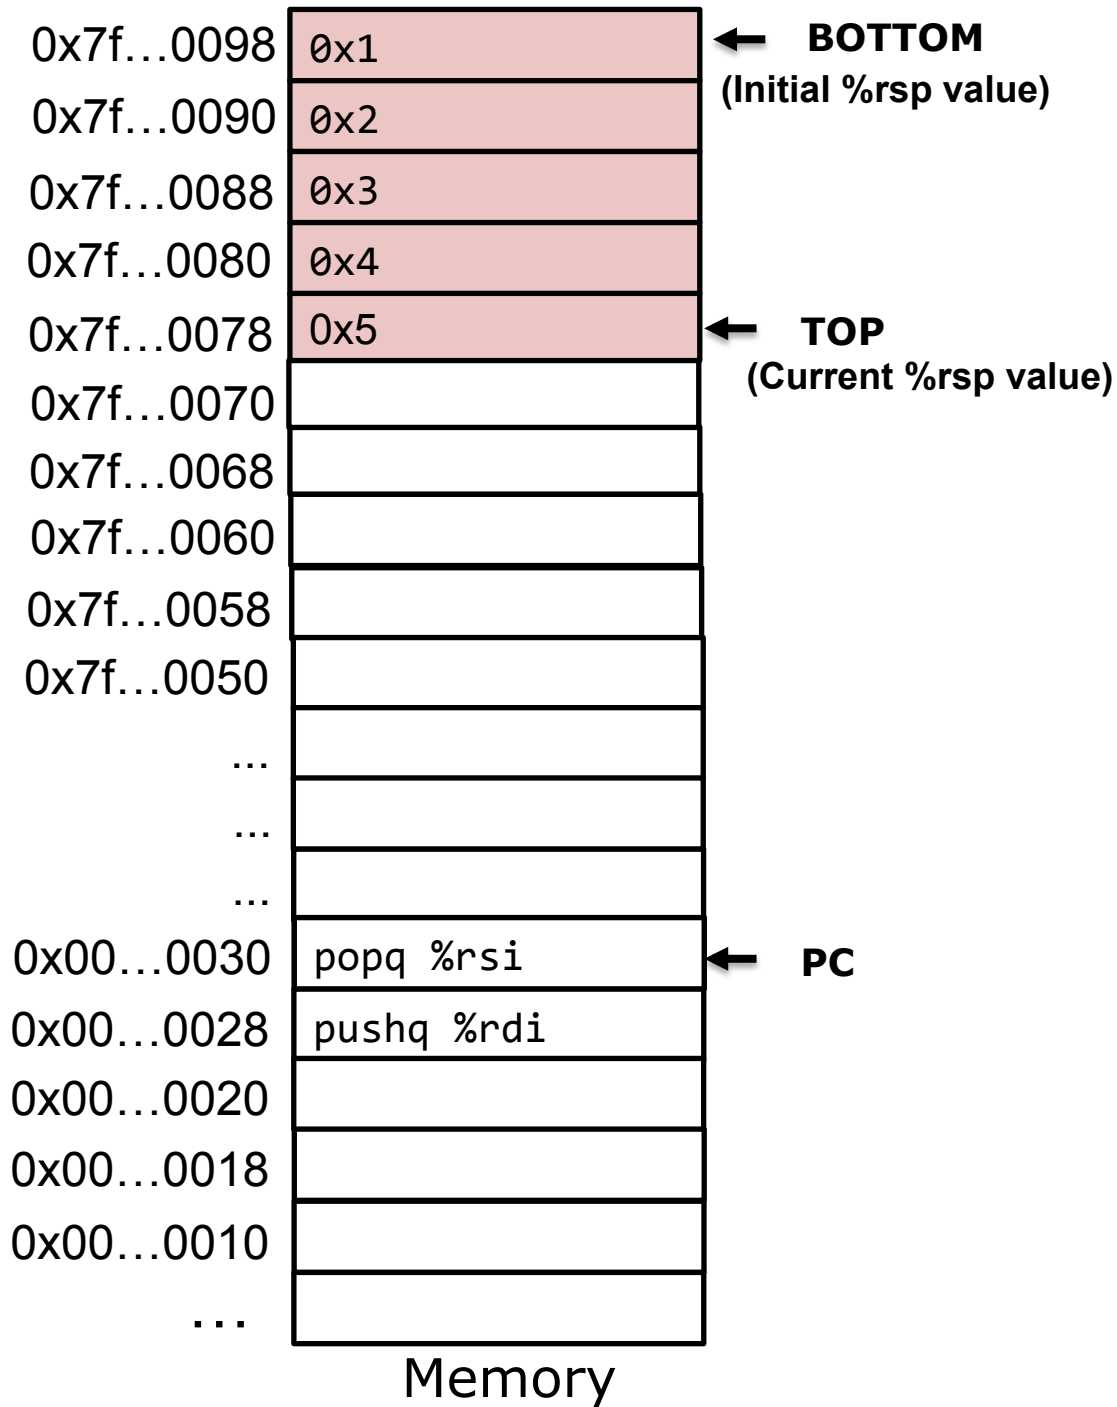 0x7f…0098 0x1 BOTTOM
(Initial %rsp value)
0x7f…0090 0x2
0x7f…0088 0x3
0x7f…0080 0x4
0x7f…0078 0x5 TOP
(Current %rsp value)
0x7f…0070
0x7f…0068
0x7f…0060
0x7f…0058
0x7f…0050
...
...
...
0x00…0030 popq %rsi PC
0x00…0028 pushq %rdi
0x00…0020
0x00…0018
0x00…0010
…
Memory